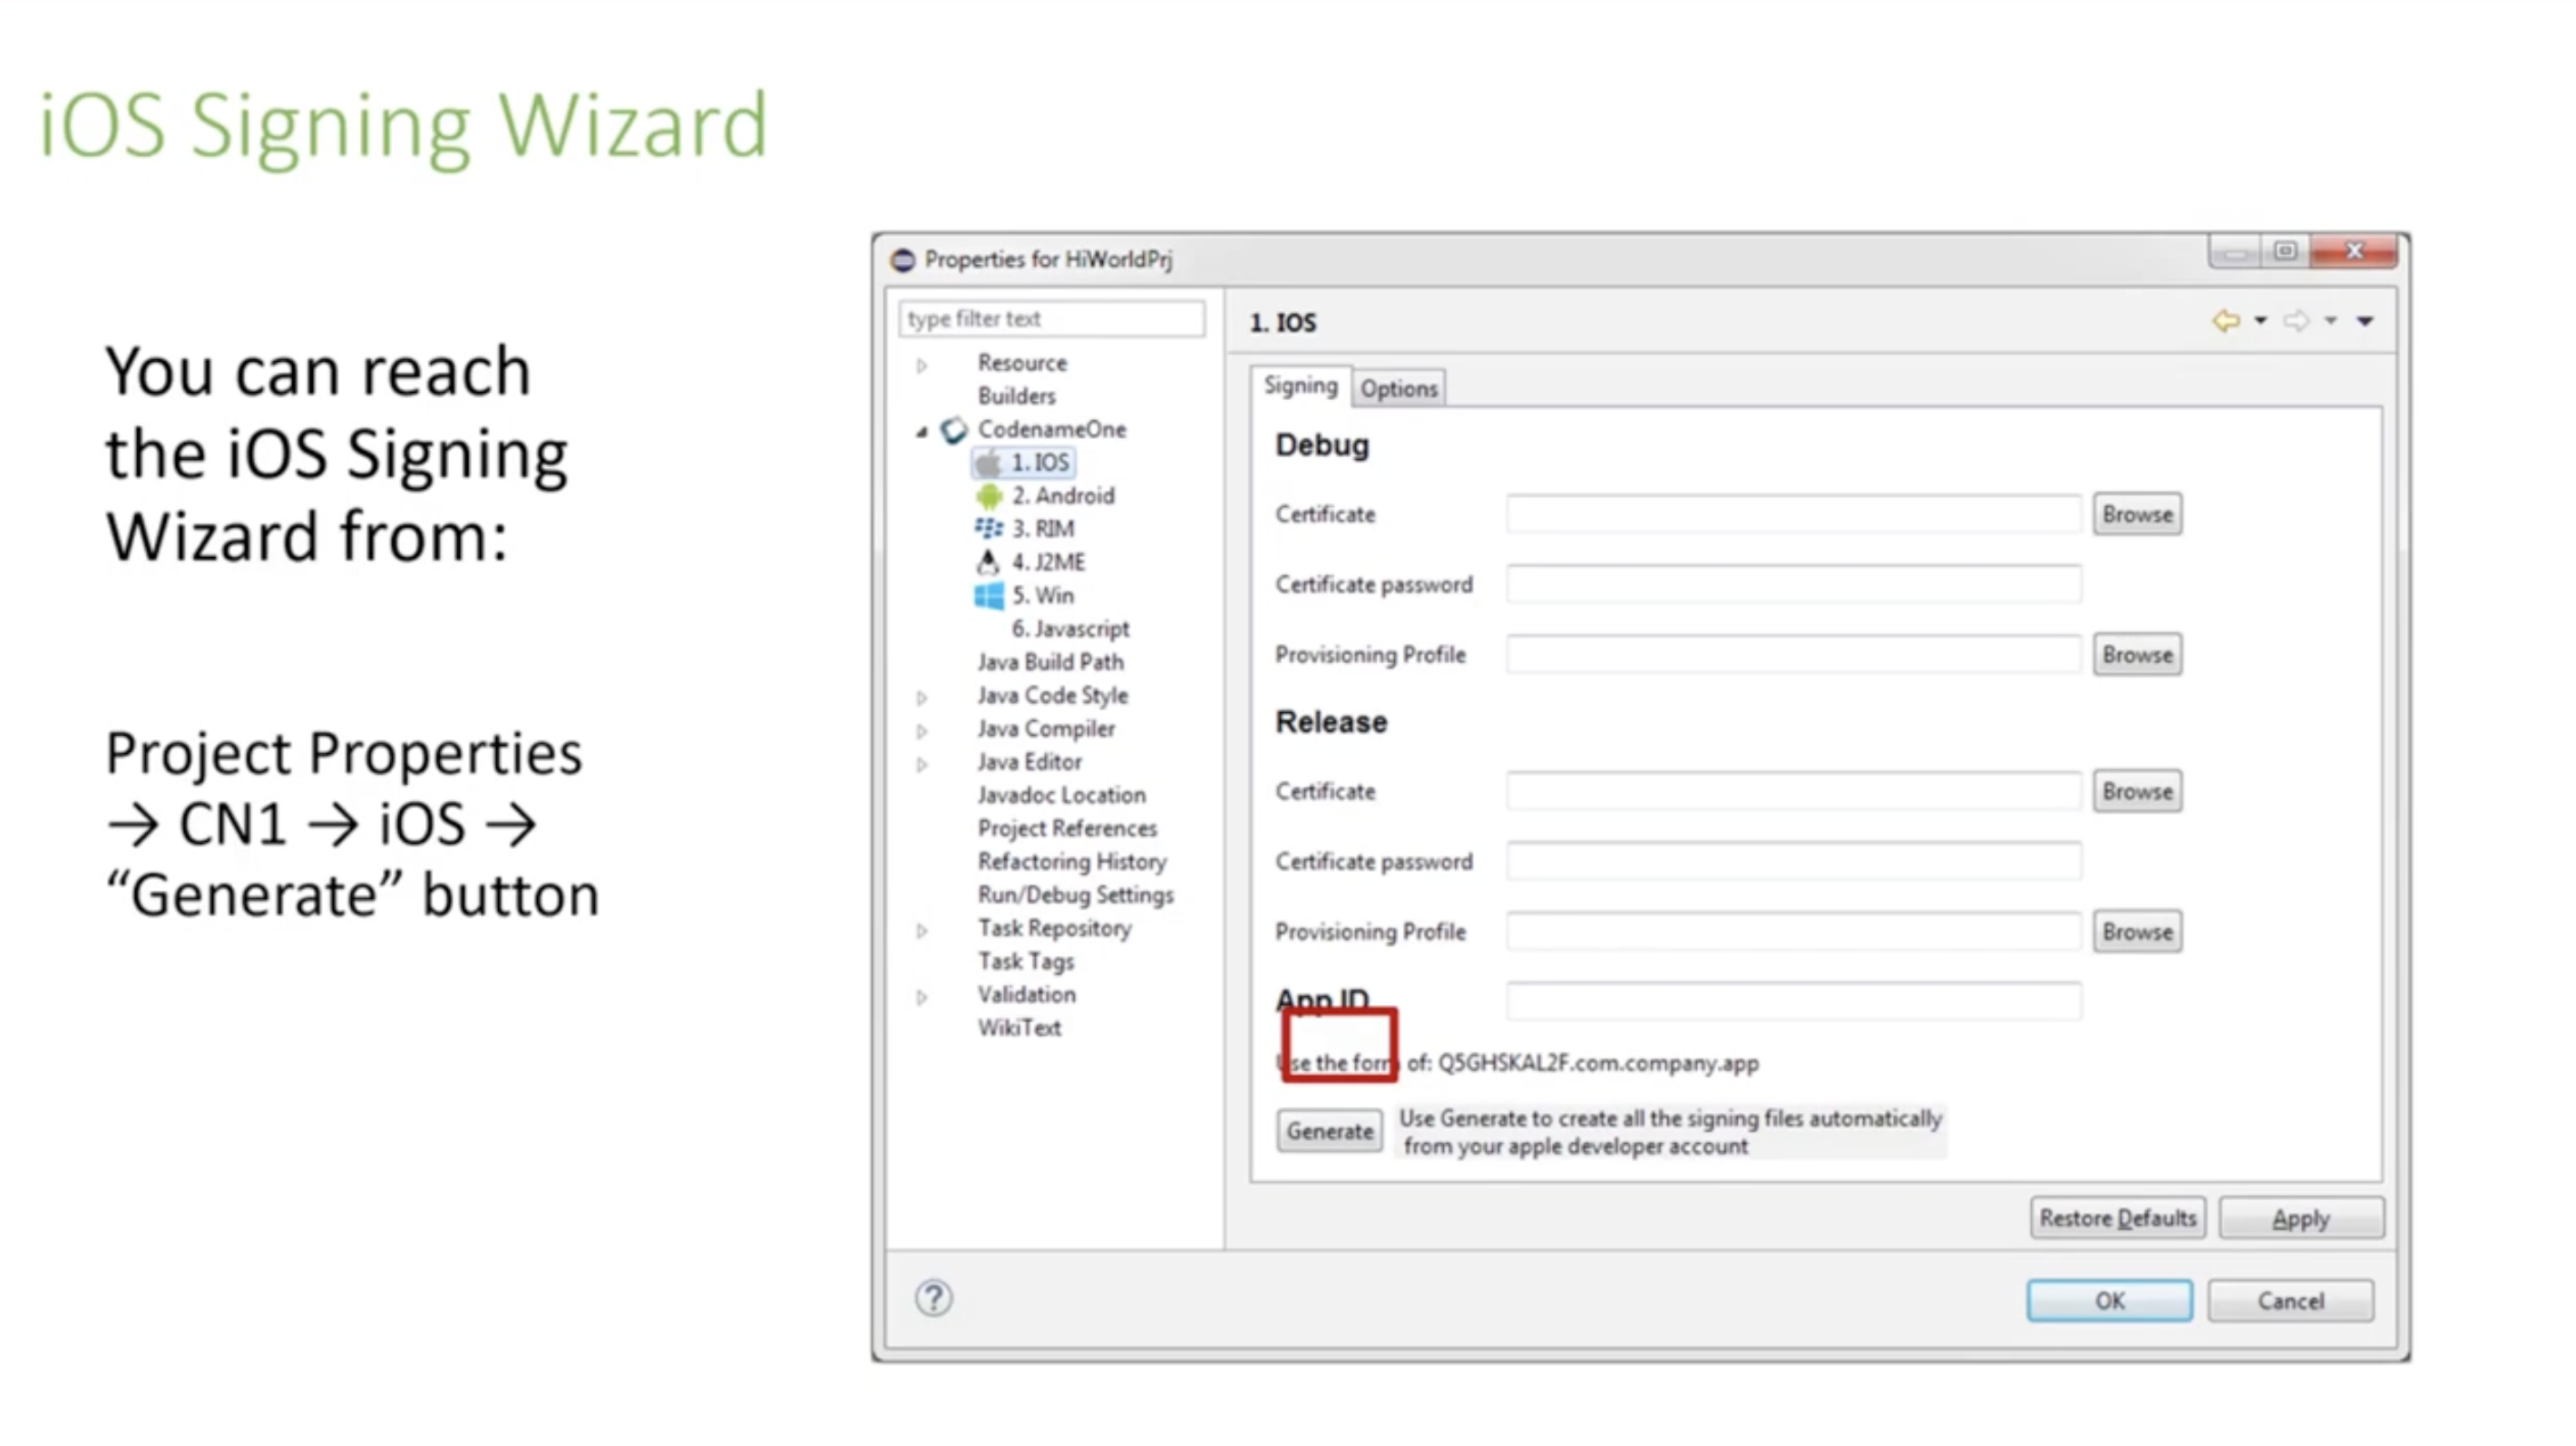 iOS Signing Wizard
You can reach
the iOS Signing
Wizard from:
Project Properties
→ CN1 → iOS →
“Generate” button
Properties for HiWorldPrj
type filter text
Resource
Builders
CodenameOne
1. IOS
2. Android
3. RIM
4. J2ME
5. Win
6. Javascript
Java Build Path
Java Code Style
Java Compiler
Java Editor
Javadoc Location
Project References
Refactoring History
Run/Debug Settings
Task Repository
Task Tags
Validation
WikiText
1. IOS
Signing Options
Debug
Certificate Browse
Certificate password
Provisioning Profile Browse
Release
Certificate Browse
Certificate password
Provisioning Profile Browse
App ID
Use the form of: Q5GHSKAL2F.com.company.app
Generate Use Generate to create all the signing files automatically
from your apple developer account
Restore Defaults Apply
? OK Cancel